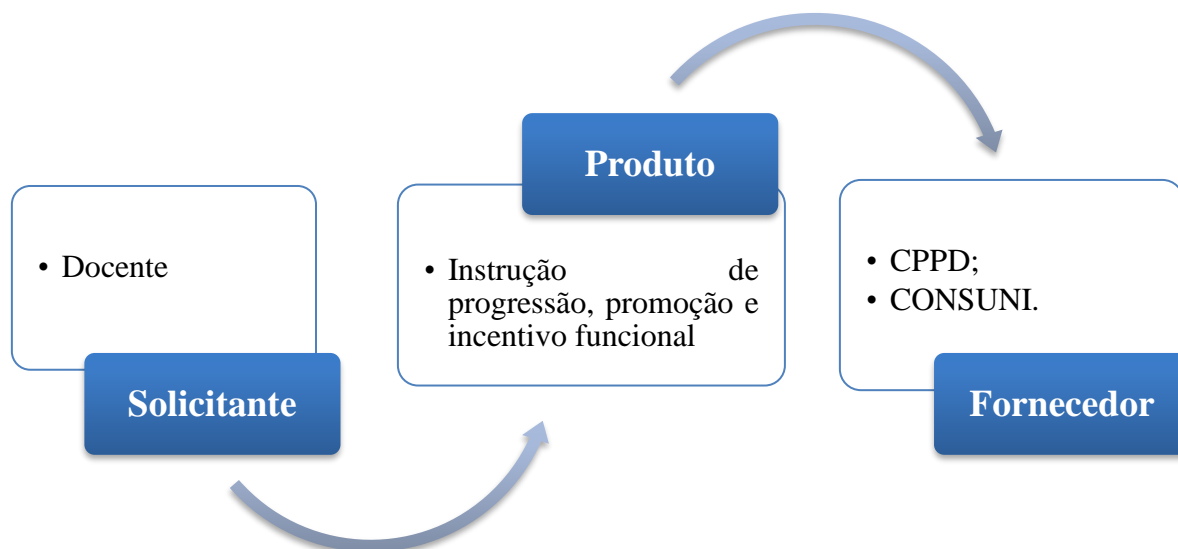 • Docente
Solicitante
Produto
• Instrução de
progressão, promoção e
incentivo funcional
• CPPD;
• CONSUNI.
Fornecedor